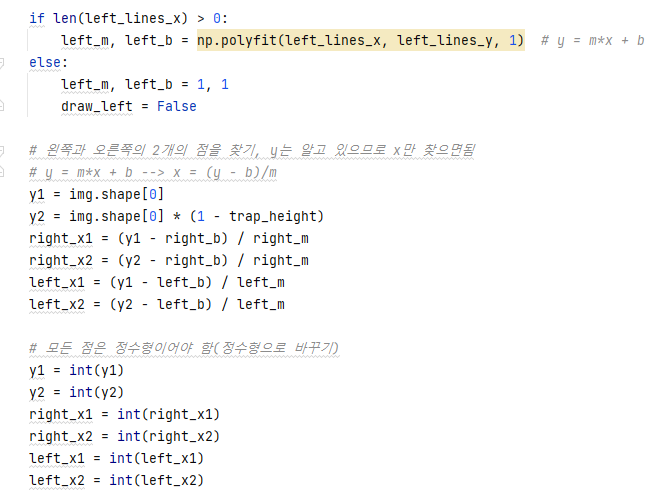 if len(left_lines_x) > 0:
    left_m, left_b = np.polyfit(left_lines_x, left_lines_y, 1)  # y = m*x + b
else:
    left_m, left_b = 1, 1
    draw_left = False

# 왼쪽과 오른쪽의 2개의 점을 찾기, y는 알고 있으므로 x만 찾으면됨
# y = m*x + b --> x = (y - b)/m
y1 = img.shape[0]
y2 = img.shape[0] * (1 - trap_height)
right_x1 = (y1 - right_b) / right_m
right_x2 = (y2 - right_b) / right_m
left_x1 = (y1 - left_b) / left_m
left_x2 = (y2 - left_b) / left_m

# 모든 점은 정수형이어야 함(정수형으로 바꾸기)
y1 = int(y1)
y2 = int(y2)
right_x1 = int(right_x1)
right_x2 = int(right_x2)
left_x1 = int(left_x1)
left_x2 = int(left_x2)